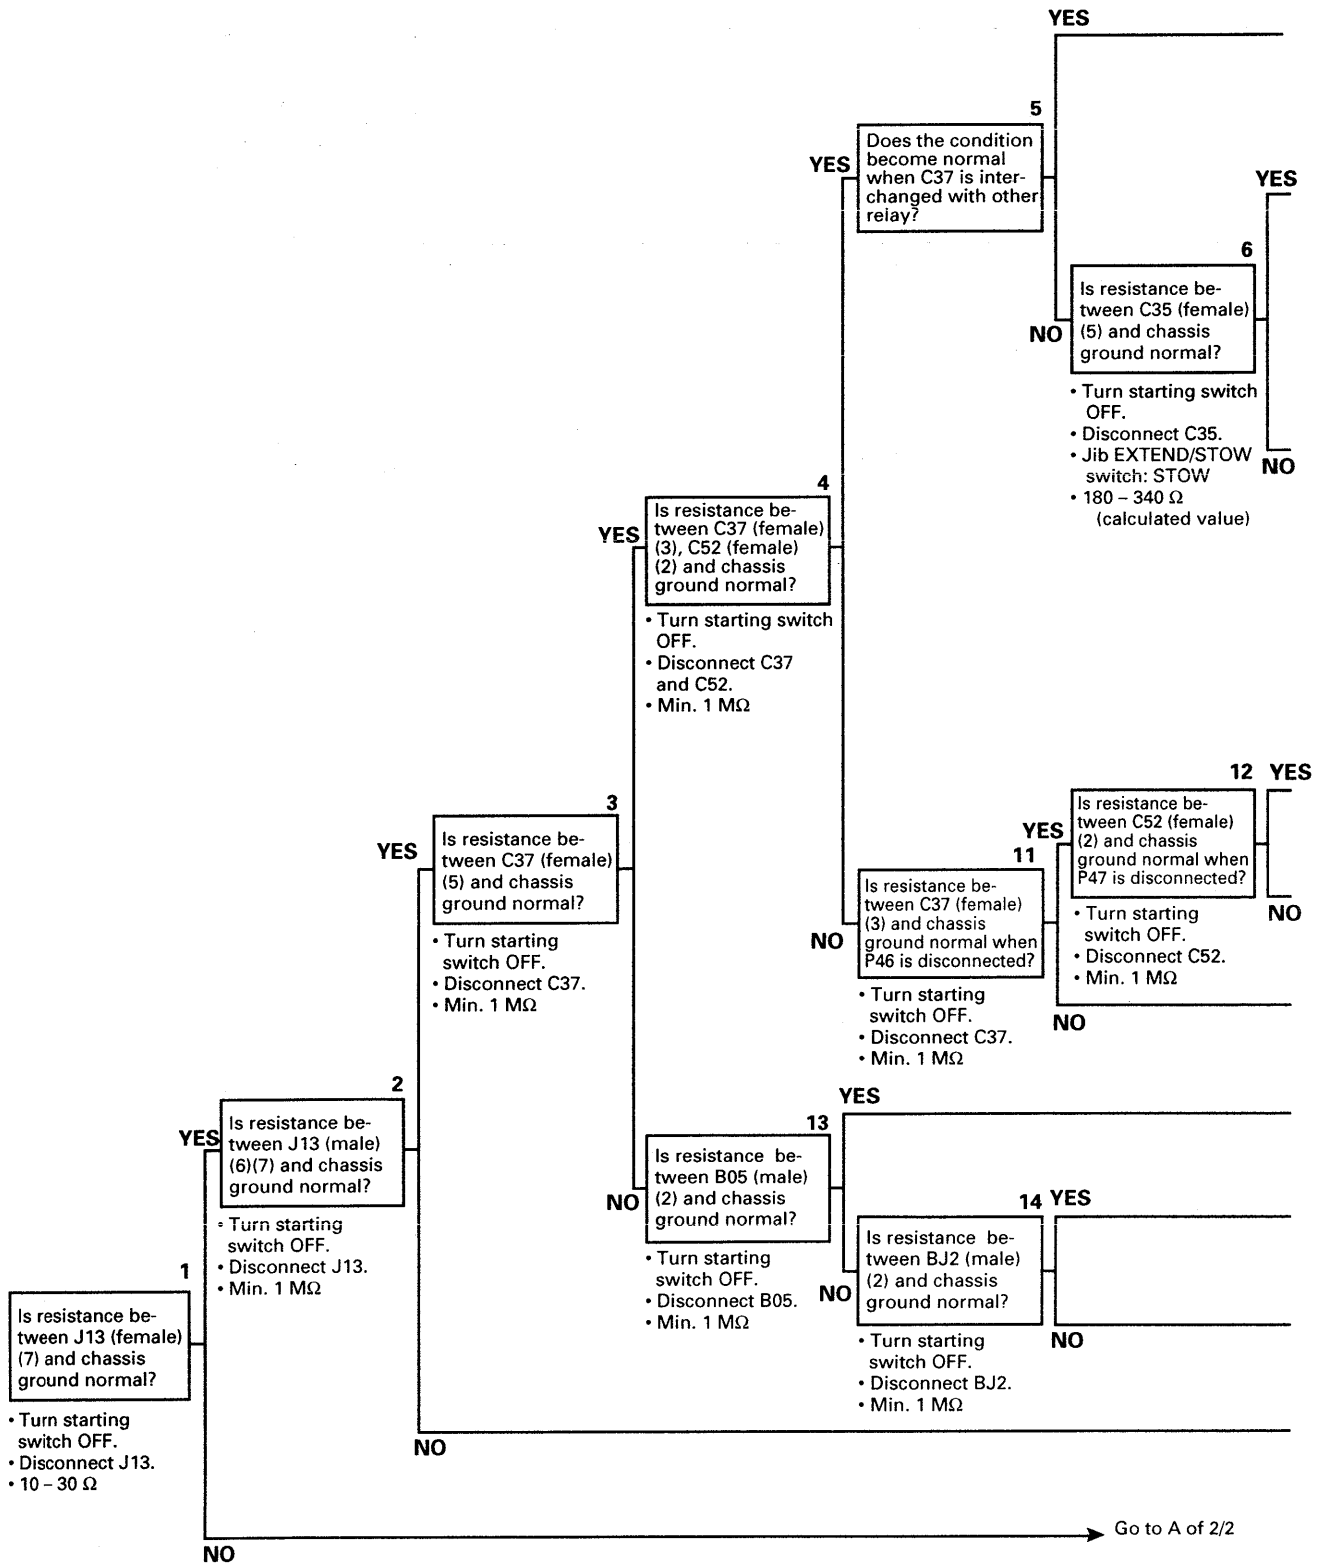 YES
5
Does the condition
become normal
when C37 is inter-
changed with other
relay?
YES
YES
6
Is resistance be-
tween C35 (female)
(5) and chassis
ground normal?
NO
• Turn starting switch
OFF.
• Disconnect C35.
• Jib EXTEND/STOW
switch: STOW
• 180 – 340 Ω
(calculated value)
NO
4
Is resistance be-
tween C37 (female)
(3), C52 (female)
(2) and chassis
ground normal?
YES
• Turn starting switch
OFF.
• Disconnect C37
and C52.
• Min. 1 MΩ
12
YES
Is resistance be-
tween C52 (female)
(2) and chassis
ground normal when
P47 is disconnected?
YES
NO
• Turn starting
switch OFF.
• Disconnect C52.
• Min. 1 MΩ
3
Is resistance be-
tween C37 (female)
(5) and chassis
ground normal?
YES
• Turn starting
switch OFF.
• Disconnect C37.
• Min. 1 MΩ
11
Is resistance be-
tween C37 (female)
(3) and chassis
ground normal when
P46 is disconnected?
NO
• Turn starting
switch OFF.
• Disconnect C37.
• Min. 1 MΩ
NO
2
Is resistance be-
tween J13 (male)
(6)(7) and chassis
ground normal?
YES
• Turn starting
switch OFF.
• Disconnect J13.
• Min. 1 MΩ
YES
13
Is resistance be-
tween B05 (male)
(2) and chassis
ground normal?
NO
• Turn starting
switch OFF.
• Disconnect B05.
• Min. 1 MΩ
14
YES
Is resistance be-
tween BJ2 (male)
(2) and chassis
ground normal?
NO
NO
• Turn starting
switch OFF.
• Disconnect BJ2.
• Min. 1 MΩ
1
Is resistance be-
tween J13 (female)
(7) and chassis
ground normal?
• Turn starting
switch OFF.
• Disconnect J13.
• 10 – 30 Ω
NO
Go to A of 2/2
NO